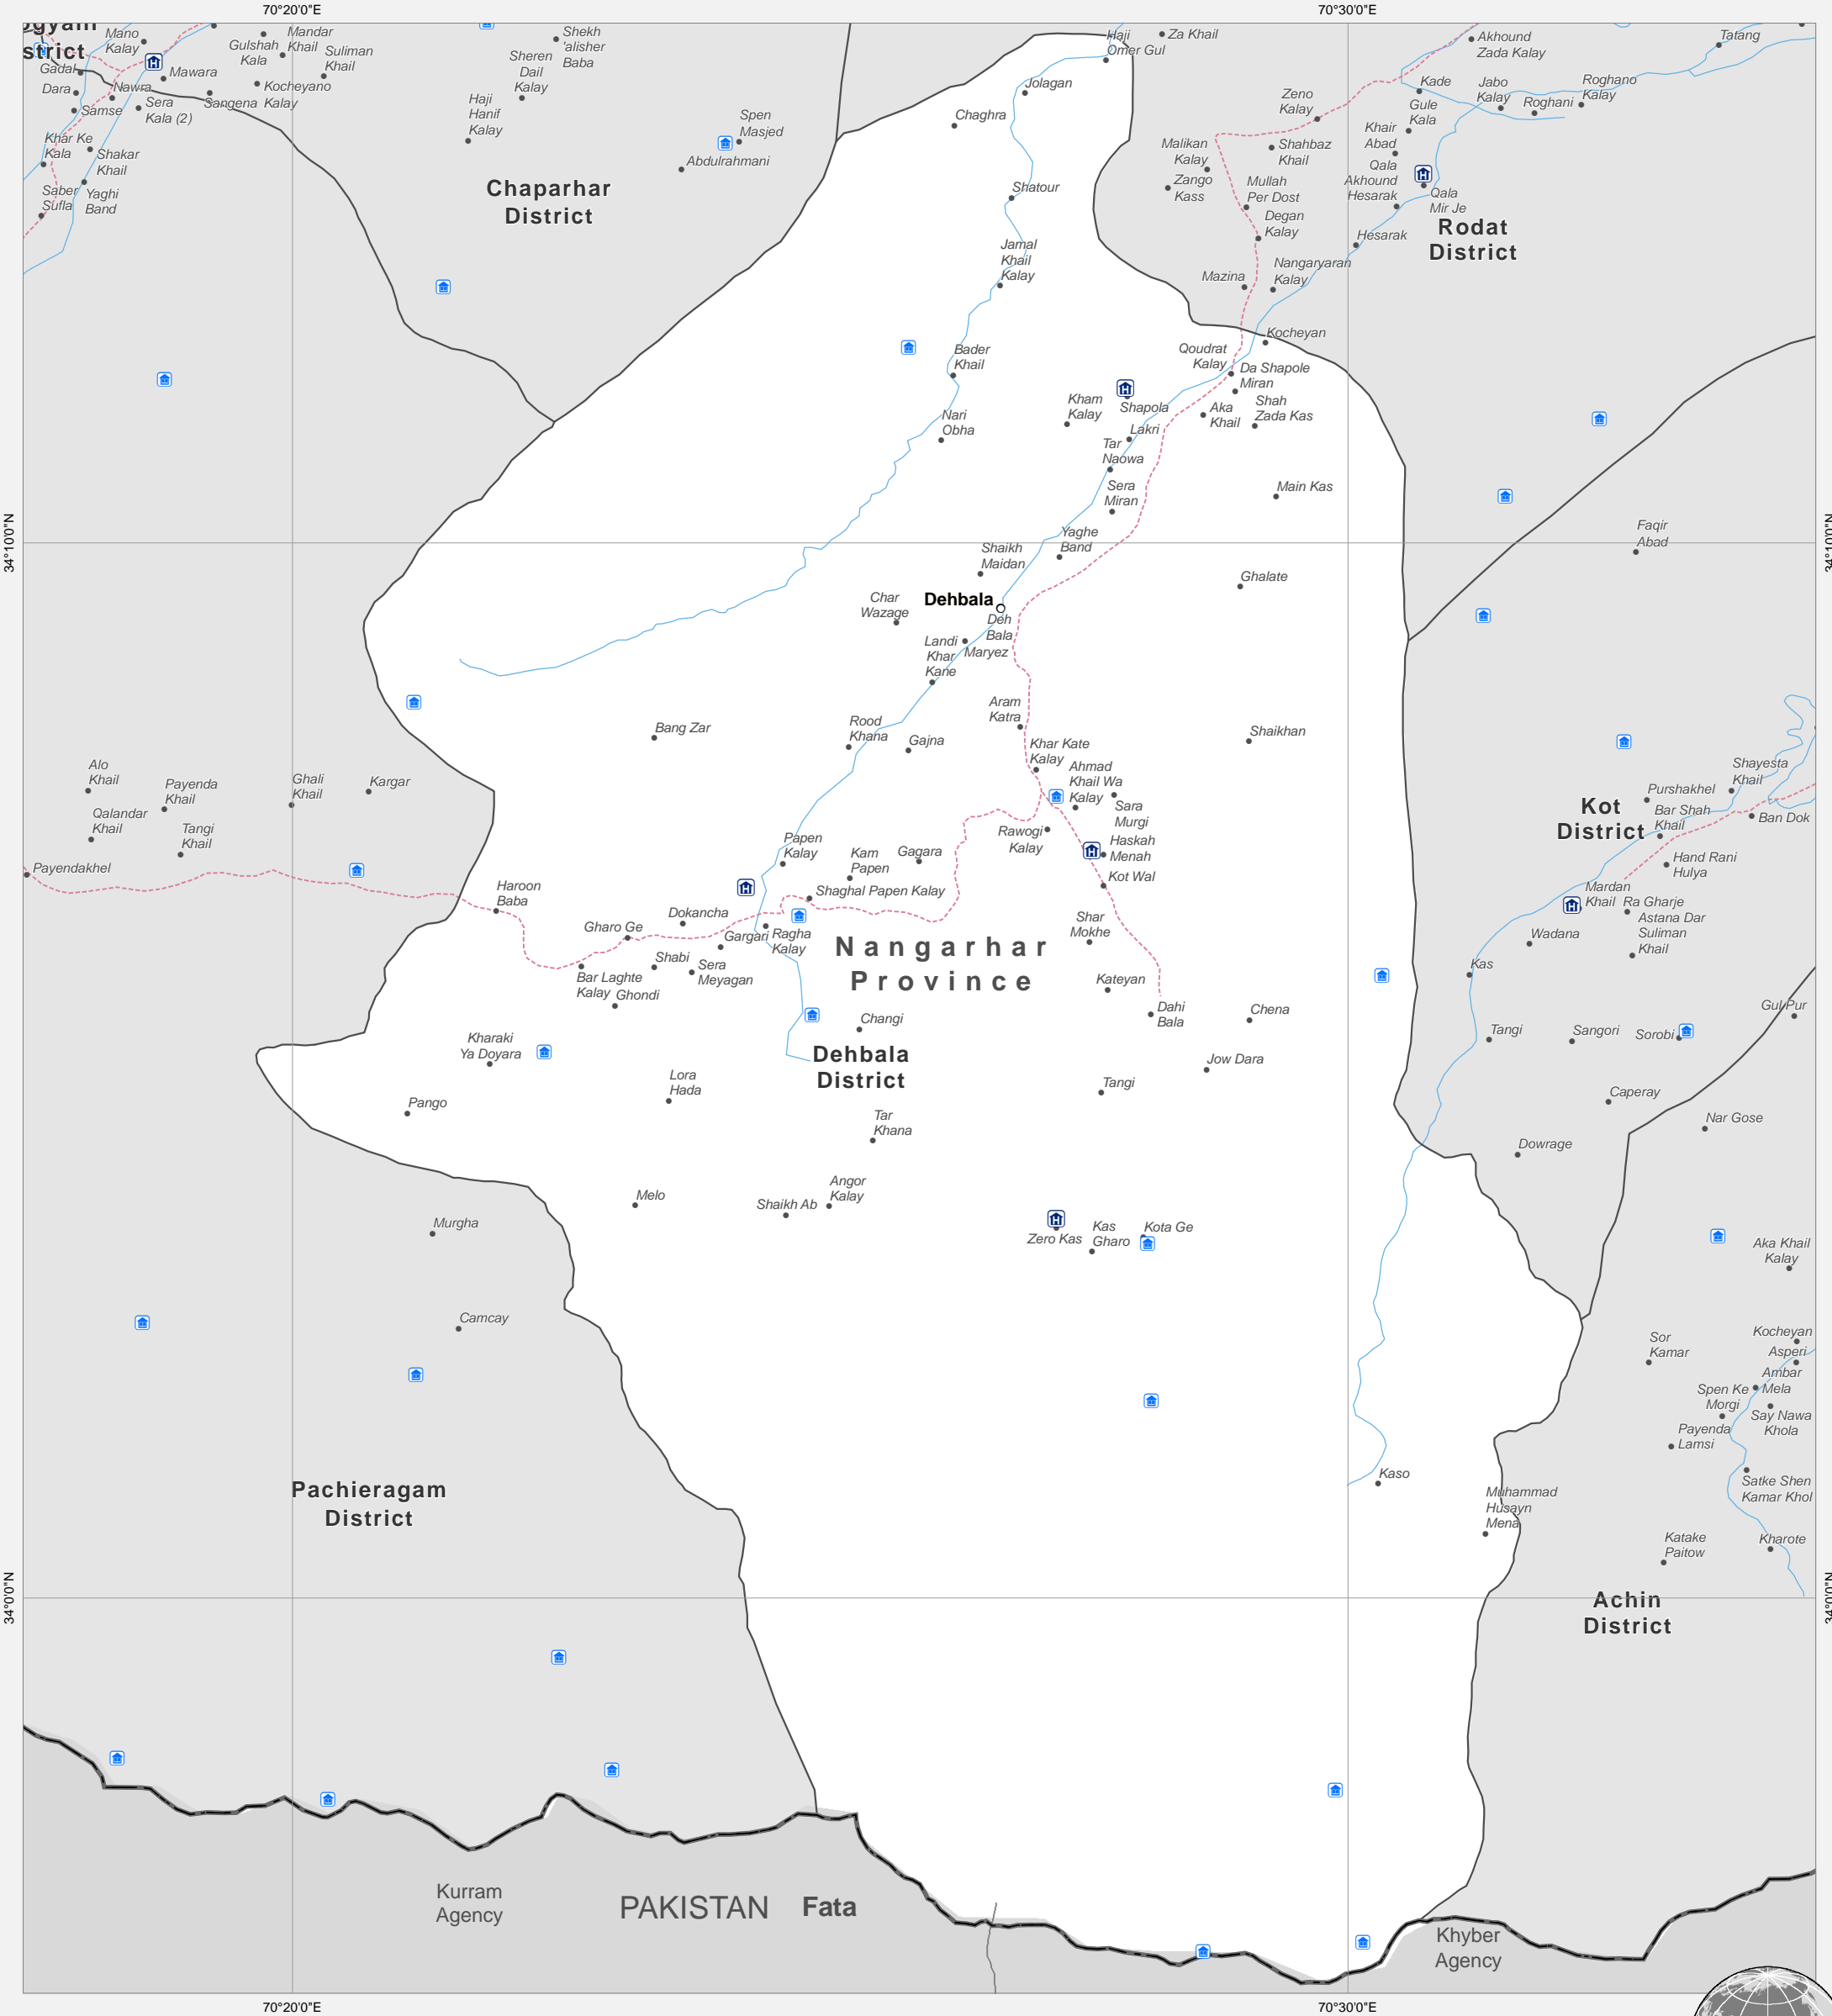 70°20'0"E
70°30'0"E
34°10'0"N
34°10'0"N
34°0'0"N
34°0'0"N
70°20'0"E
70°30'0"E
ogyani
strict
Mano
Kalay
Gadal
Dara
Samse
Nawra
Mawara
Sera
Kala (2)
Khar Ke
Kala
Shakar
Khail
Saber
Sufla
Yaghi
Band
Gulshah
Kala
Mandar
Khail
Suliman
Khail
Sangena
Kocheyano
Kalay
Shekh
'alisher
Baba
Sheren
Dail
Kalay
Haji
Hanif
Kalay
Spen
Masjed
Abdulrahmani
Chaparhar
District
Haji
Omer Gul
Za Khail
Jolagan
Chaghra
Shatour
Jamal
Khail
Kalay
Bader
Khail
Nari
Obha
Akhound
Zada Kalay
Tatang
Zeno
Kalay
Kade
Jabo
Kalay
Roghano
Kalay
Roghani
Gule
Kala
Khair
Abad
Malikan
Kalay
Shahbaz
Khail
Zango
Kass
Mullah
Per Dost
Qala
Akhound
Hesarak
Qala
Mir Je
Degan
Kalay
Hesarak
Rodat
District
Mazina
Nangaryaran
Kalay
Kocheyan
Qoudrat
Kalay
Da Shapole
Miran
Kham
Kalay
Shapola
Aka
Khail
Shah
Zada Kas
Lakri
Tar
Naowa
Sera
Miran
Main Kas
Yaghe
Band
Shaikh
Maidan
Ghalate
Faqir
Abad
Char
Wazage
Dehbala
Deh
Bala
Landi
Khar
Kane
Maryez
Aram
Katra
Bang Zar
Rood
Khana
Gajna
Khar Kate
Kalay
Shaikhan
Ahmad
Khail Wa
Kalay
Sara
Murgi
Rawogi
Kalay
Haskah
Menah
Kot Wal
Alo
Khail
Payenda
Khail
Ghali
Khail
Kargar
Qalandar
Khail
Tangi
Khail
Payendakhel
Papen
Kalay
Kam
Papen
Gagara
Shaghal Papen Kalay
Haroon
Baba
Gharo Ge
Dokancha
Gargari
Ragha
Kalay
Shabi
Sera
Meyagan
Bar Laghte
Kalay
Ghondi
Nangarhar
Province
Shar
Mokhe
Kateyan
Dahi
Bala
Chena
Changi
Dehbala
District
Kharaki
Ya Doyara
Jow Dara
Lora
Hada
Tangi
Pango
Tar
Khana
Melo
Shaikh Ab
Angor
Kalay
Zero Kas
Kas
Gharo
Kota Ge
Shayesta
Khail
Purshakhel
Kot
District
Bar Shah
Khail
Ban Dok
Hand Rani
Hulya
Mardan
Khail
Ra Gharje
Astana Dar
Suliman
Khail
Wadana
Kas
Gul Pur
Tangi
Sangori
Sorobi
Caperay
Nar Gose
Dowrage
Aka Khail
Kalay
Murgha
Camcay
Sor
Kamar
Kocheyan
Asperi
Ambar
Mela
Spen Ke
Morgi
Say Nawa
Khola
Payenda
Lamsi
Kaso
Satke Shen
Kamar Khol
Muhammad
Husayn
Mena
Katake
Paitow
Kharote
Pachieragam
District
Achin
District
Kurram
Agency
PAKISTAN
Fata
Khyber
Agency